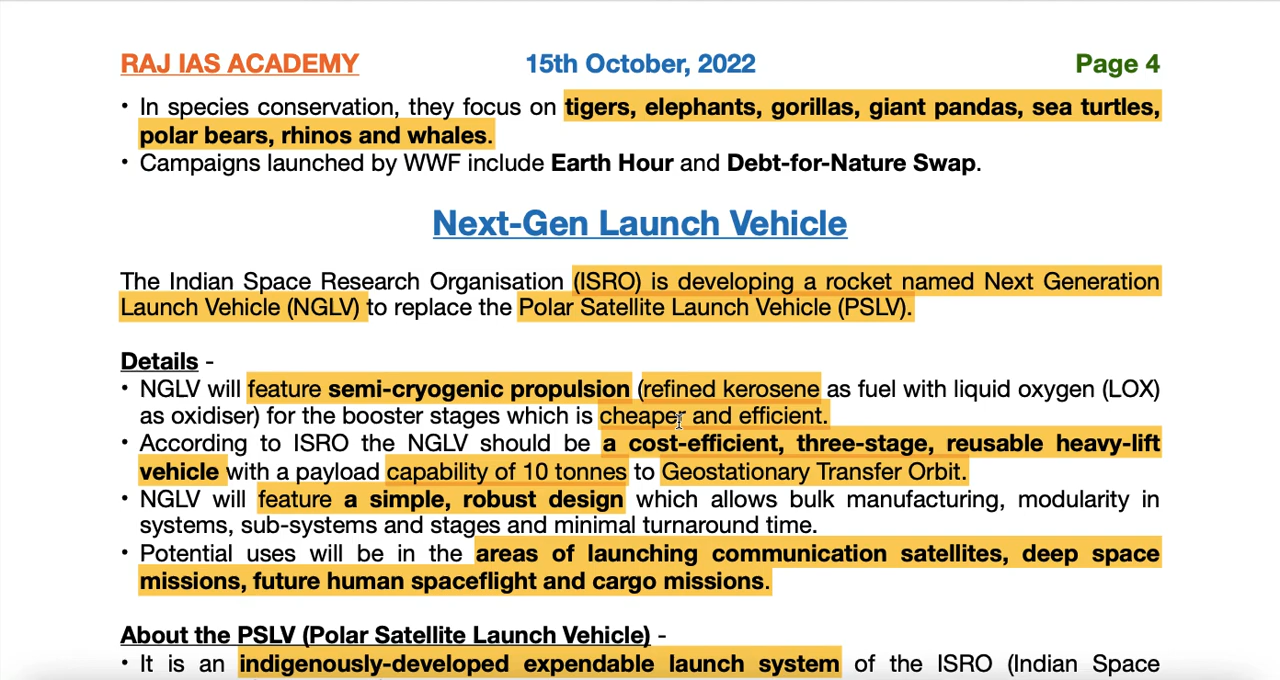 RAJ IAS ACADEMY 15th October, 2022 Page 4
• In species conservation, they focus on tigers, elephants, gorillas, giant pandas, sea turtles,
polar bears, rhinos and whales.
• Campaigns launched by WWF include Earth Hour and Debt-for-Nature Swap.
Next-Gen Launch Vehicle
The Indian Space Research Organisation (ISRO) is developing a rocket named Next Generation
Launch Vehicle (NGLV) to replace the Polar Satellite Launch Vehicle (PSLV).
Details -
• NGLV will feature semi-cryogenic propulsion (refined kerosene as fuel with liquid oxygen (LOX)
as oxidiser) for the booster stages which is cheaper and efficient.
• According to ISRO the NGLV should be a cost-efficient, three-stage, reusable heavy-lift
vehicle with a payload capability of 10 tonnes to Geostationary Transfer Orbit.
• NGLV will feature a simple, robust design which allows bulk manufacturing, modularity in
systems, sub-systems and stages and minimal turnaround time.
• Potential uses will be in the areas of launching communication satellites, deep space
missions, future human spaceflight and cargo missions.
About the PSLV (Polar Satellite Launch Vehicle) -
• It is an indigenously-developed expendable launch system of the ISRO (Indian Space